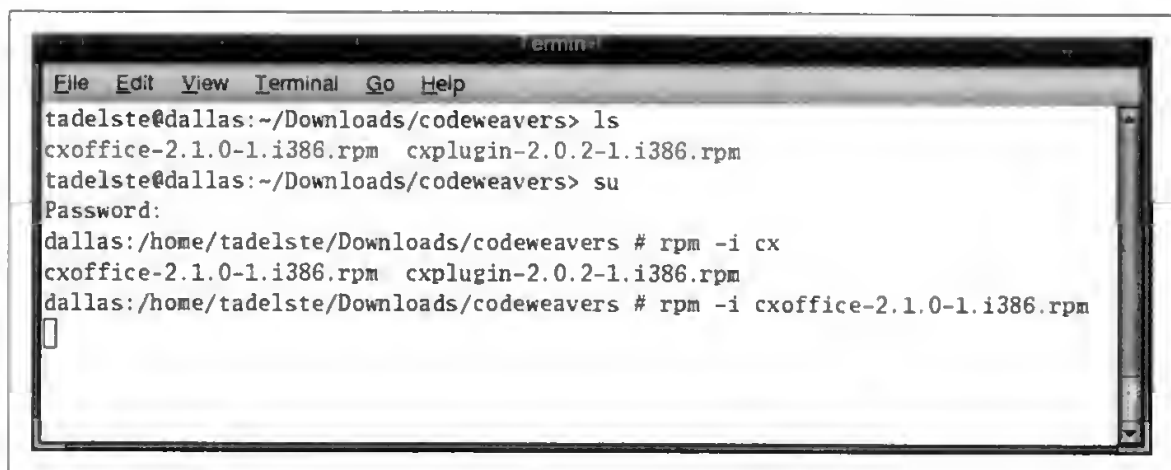 Terminal
File Edit View Terminal Go Help
tadelste@dallas:~/Downloads/codeweavers> ls
cxoffice-2.1.0-1.i386.rpm cxplugin-2.0.2-1.i386.rpm
tadelste@dallas:~/Downloads/codeweavers> su
Password:
dallas:/home/tadelste/Downloads/codeweavers # rpm -i cx
cxoffice-2.1.0-1.i386.rpm cxplugin-2.0.2-1.i386.rpm
dallas:/home/tadelste/Downloads/codeweavers # rpm -i cxoffice-2.1.0-1.i386.rpm